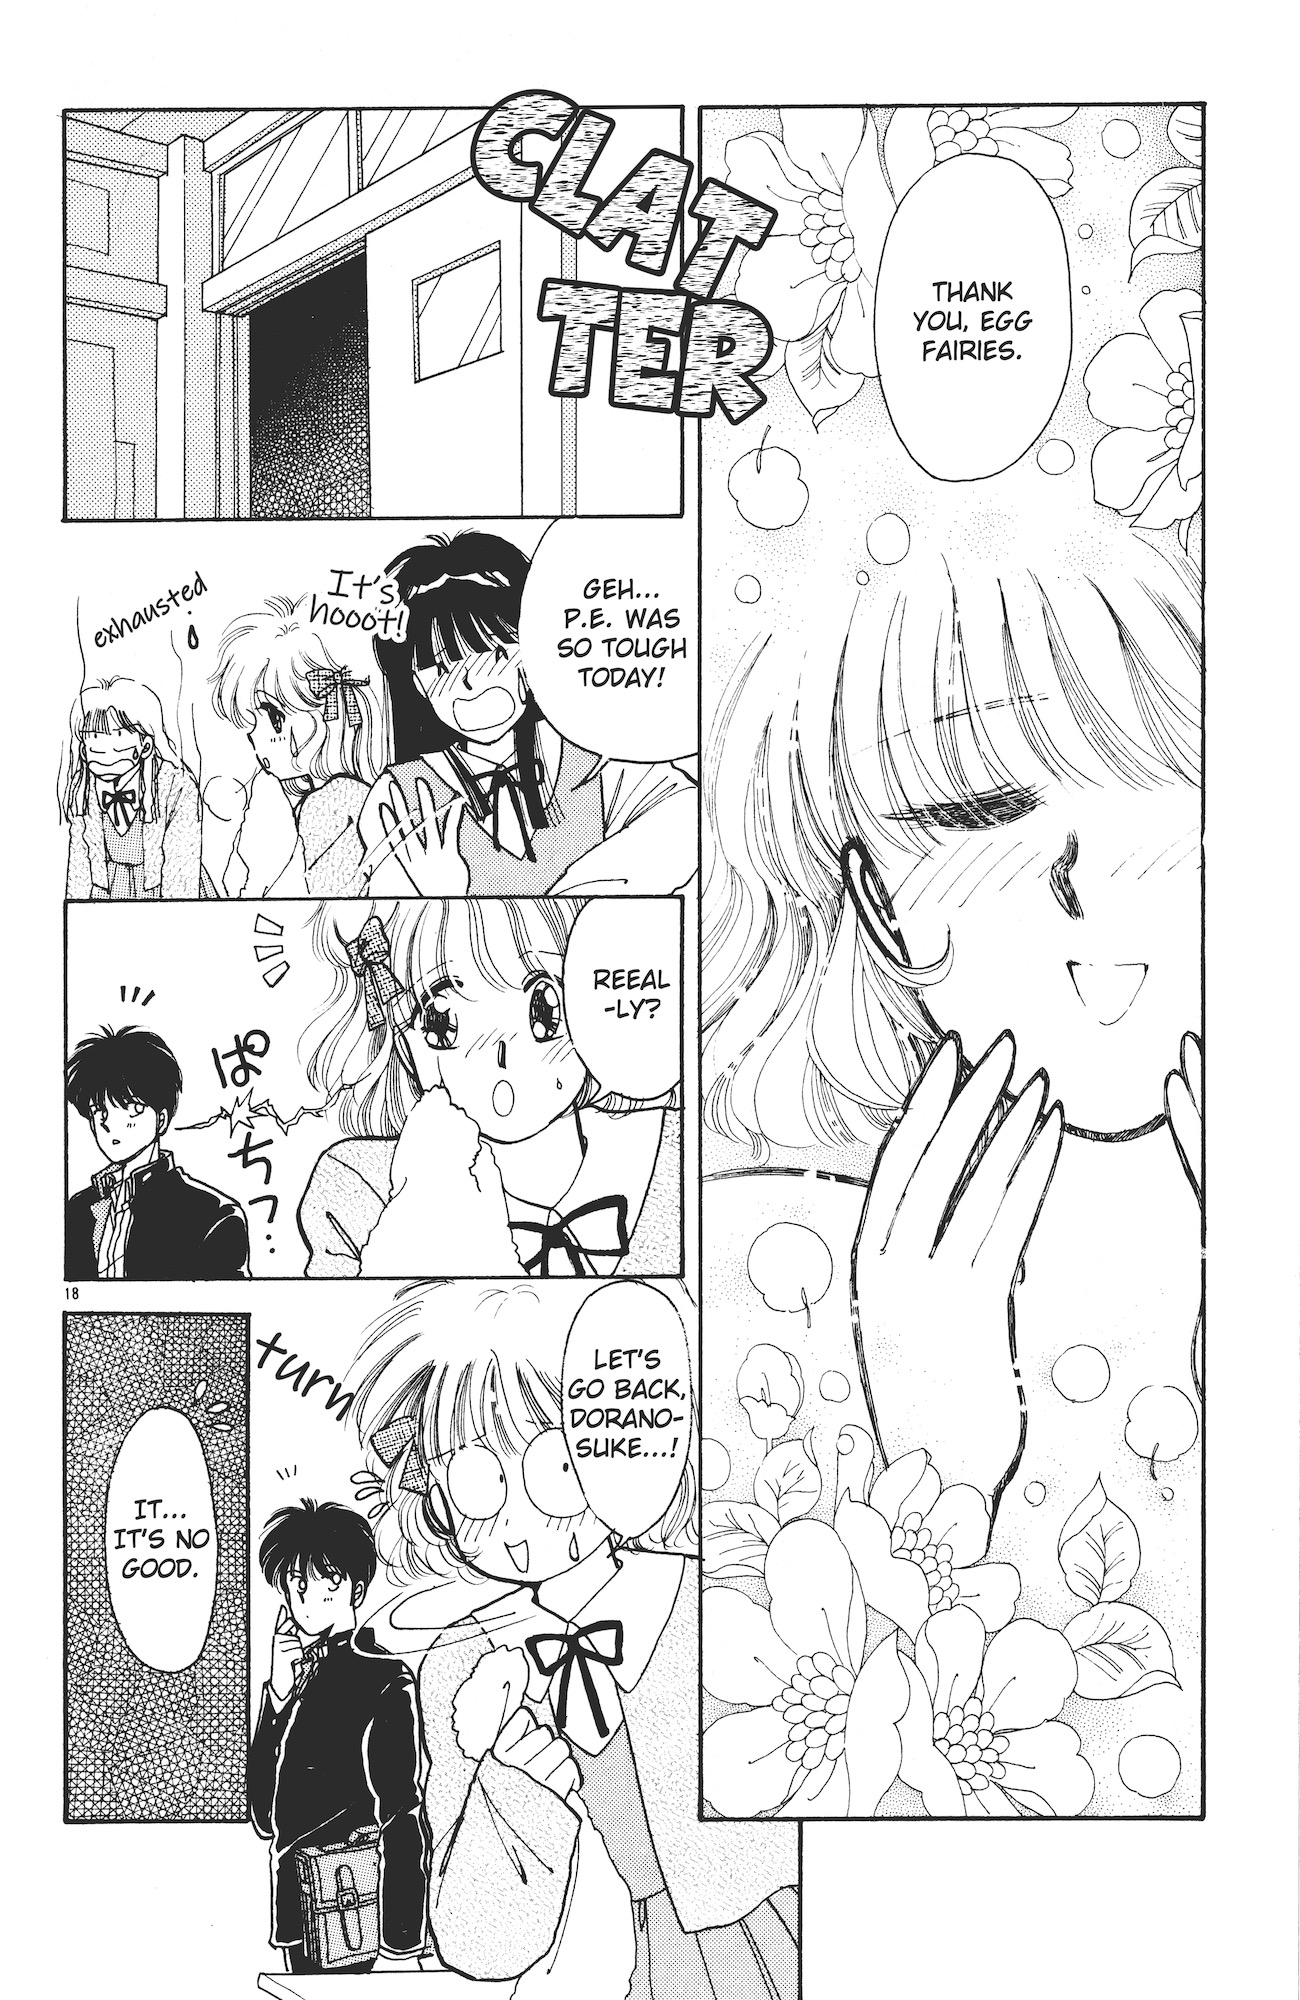 THANK
YOU, EGG
FAIRIES.
CLAT
TER
GEH...
P.E. WAS
SO TOUGH
TODAY!
It's
hooot!
exhausted
REEAL
-LY?
ぱ
ち
っ
:
18
LET'S
GO BACK,
DORANO-
SUKE...!
turn
IT...
IT'S NO
GOOD.